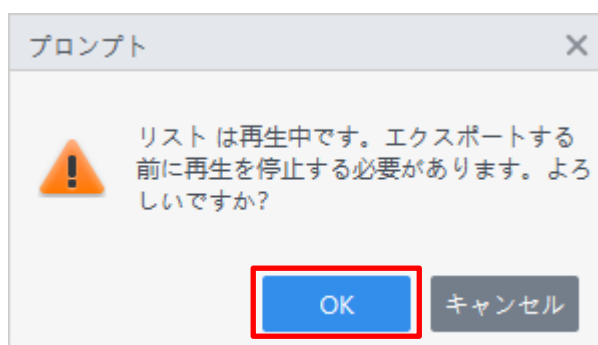 プロンプト
リスト は再生中です。エクスポートする
前に再生を停止する必要があります。よろ
しいですか?
OK キャンセル